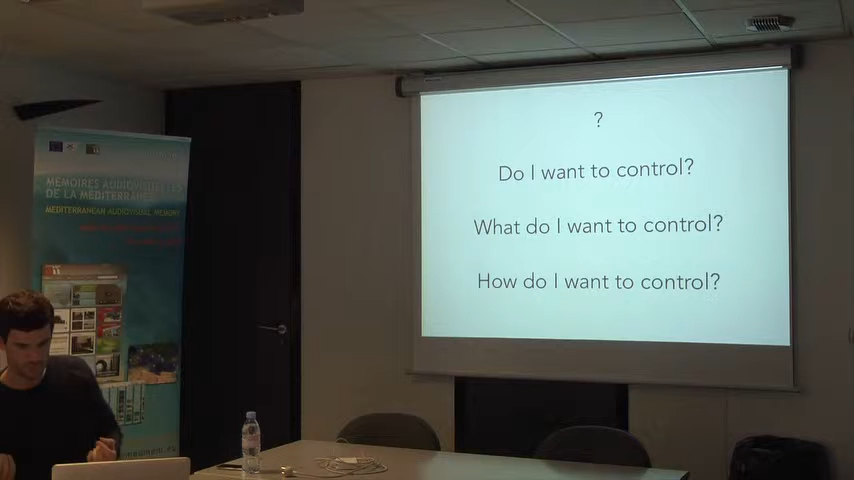 ?
Do I want to control?
What do I want to control?
How do I want to control?
MEMOIRES AUDIOVISUELLES
DE LA MEDITERRANEE
MEDITERRANEAN AUDIOVISUAL MEMORY